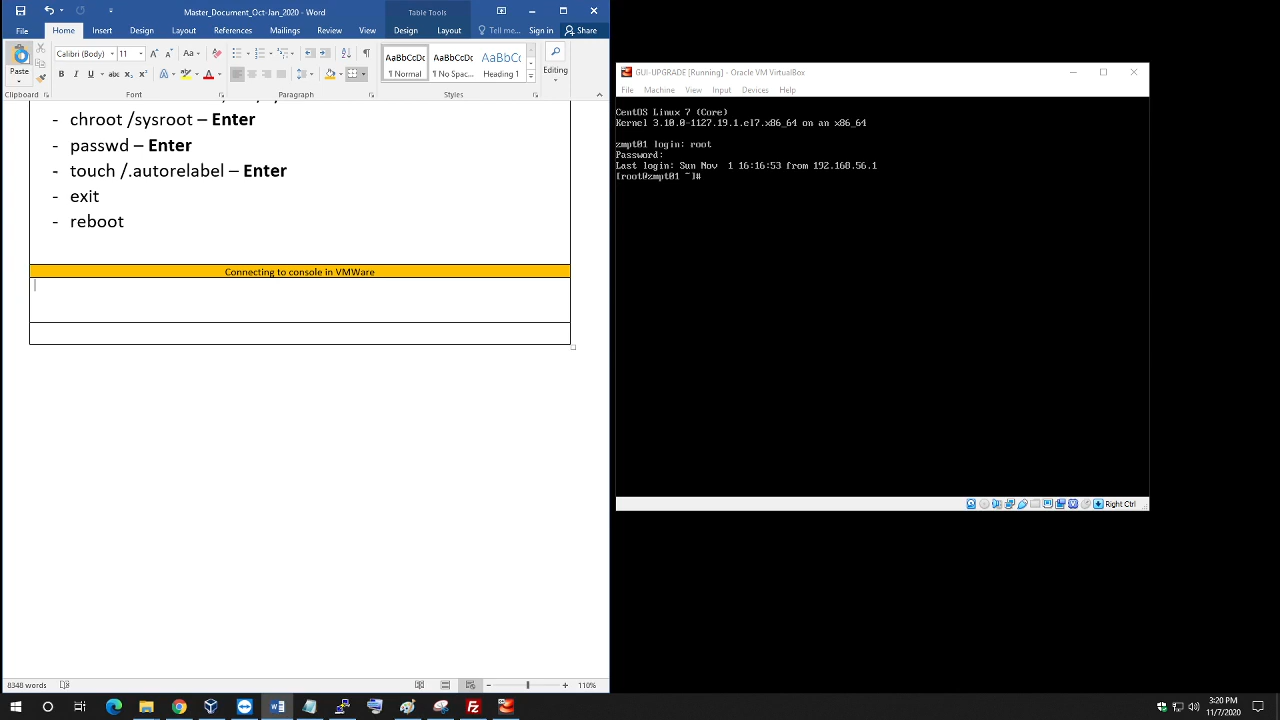 Master_Document_Oct-Jan_2020 - Word
Table Tools
File Home Insert Design Layout References Mailings Review View Design Layout Tell me... Sign in Share
Paste
Calibri (Body) 11 Aa
AaBbCcDc AaBbCcDc AaBbCc
¶ Normal ¶ No Spac... Heading 1
Editing
Clipboard Font Paragraph Styles
- chroot /sysroot – Enter
- passwd – Enter
- touch /.autorelabel – Enter
- exit
- reboot
Connecting to console in VMWare
8348 words
110%
GUI-UPGRADE [Running] - Oracle VM VirtualBox
File Machine View Input Devices Help
CentOS Linux 7 (Core)
Kernel 3.10.0-1127.19.1.el7.x86_64 on an x86_64
zmpt01 login: root
Password:
Last login: Sun Nov  1 16:16:53 from 192.168.56.1
[root@zmpt01 ~]#
Right Ctrl
3:20 PM
11/7/2020